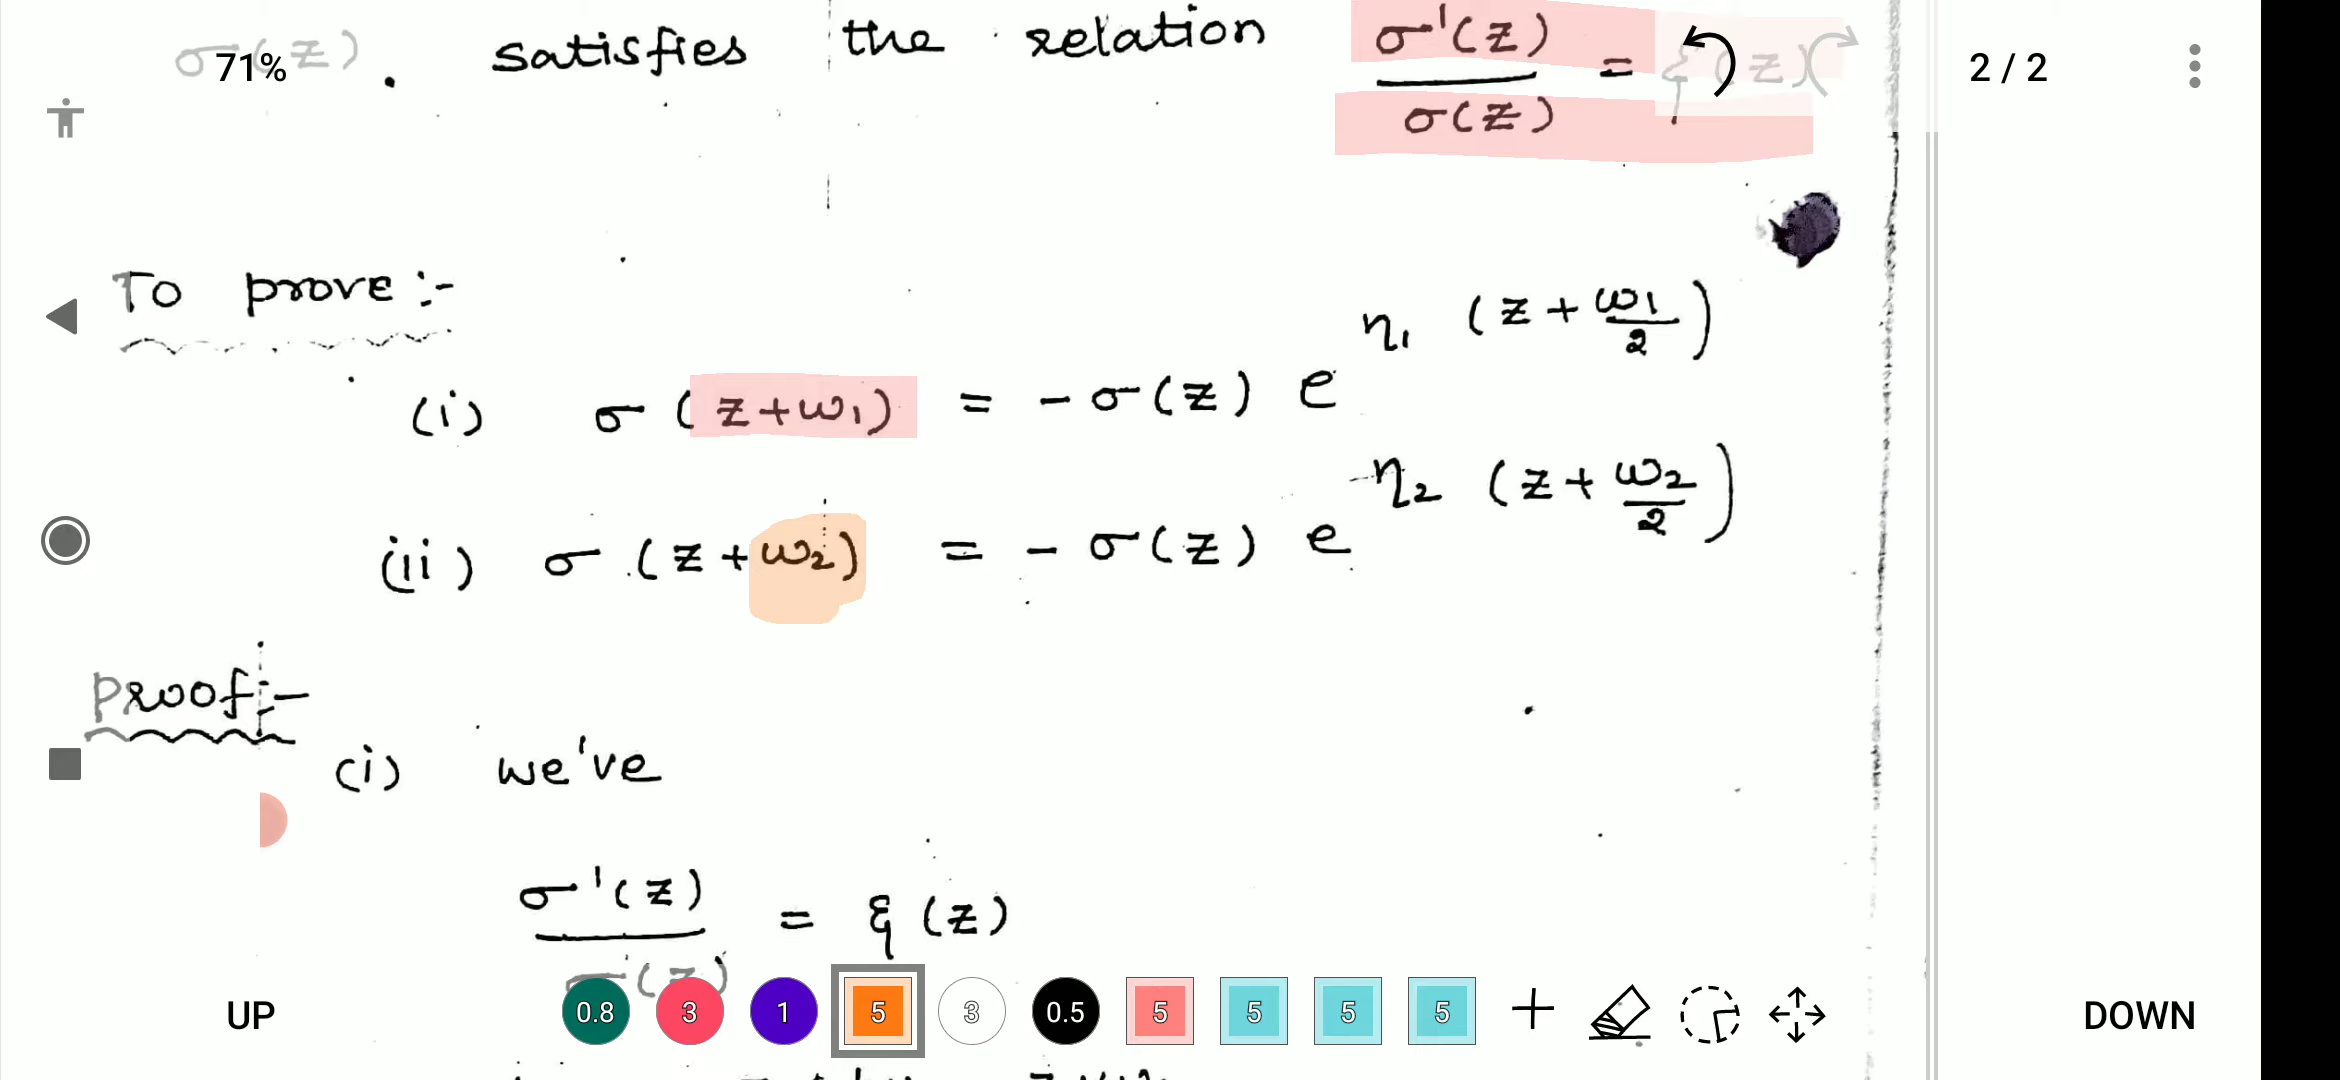 σ(z). satisfies the relation σ'(z)/σ(z) = ξ(z)
71%
2 / 2
To prove :-
(i) σ(z+ω1) = -σ(z) e^{η1 (z+ω1/2)}
(ii) σ(z+ω2) = -σ(z) e^{η2 (z+ω2/2)}
Proof:-
(i) we've
σ'(z)/σ(z) = ξ(z)
UP 0.8 3 1 5 3 0.5 5 5 5 5 DOWN